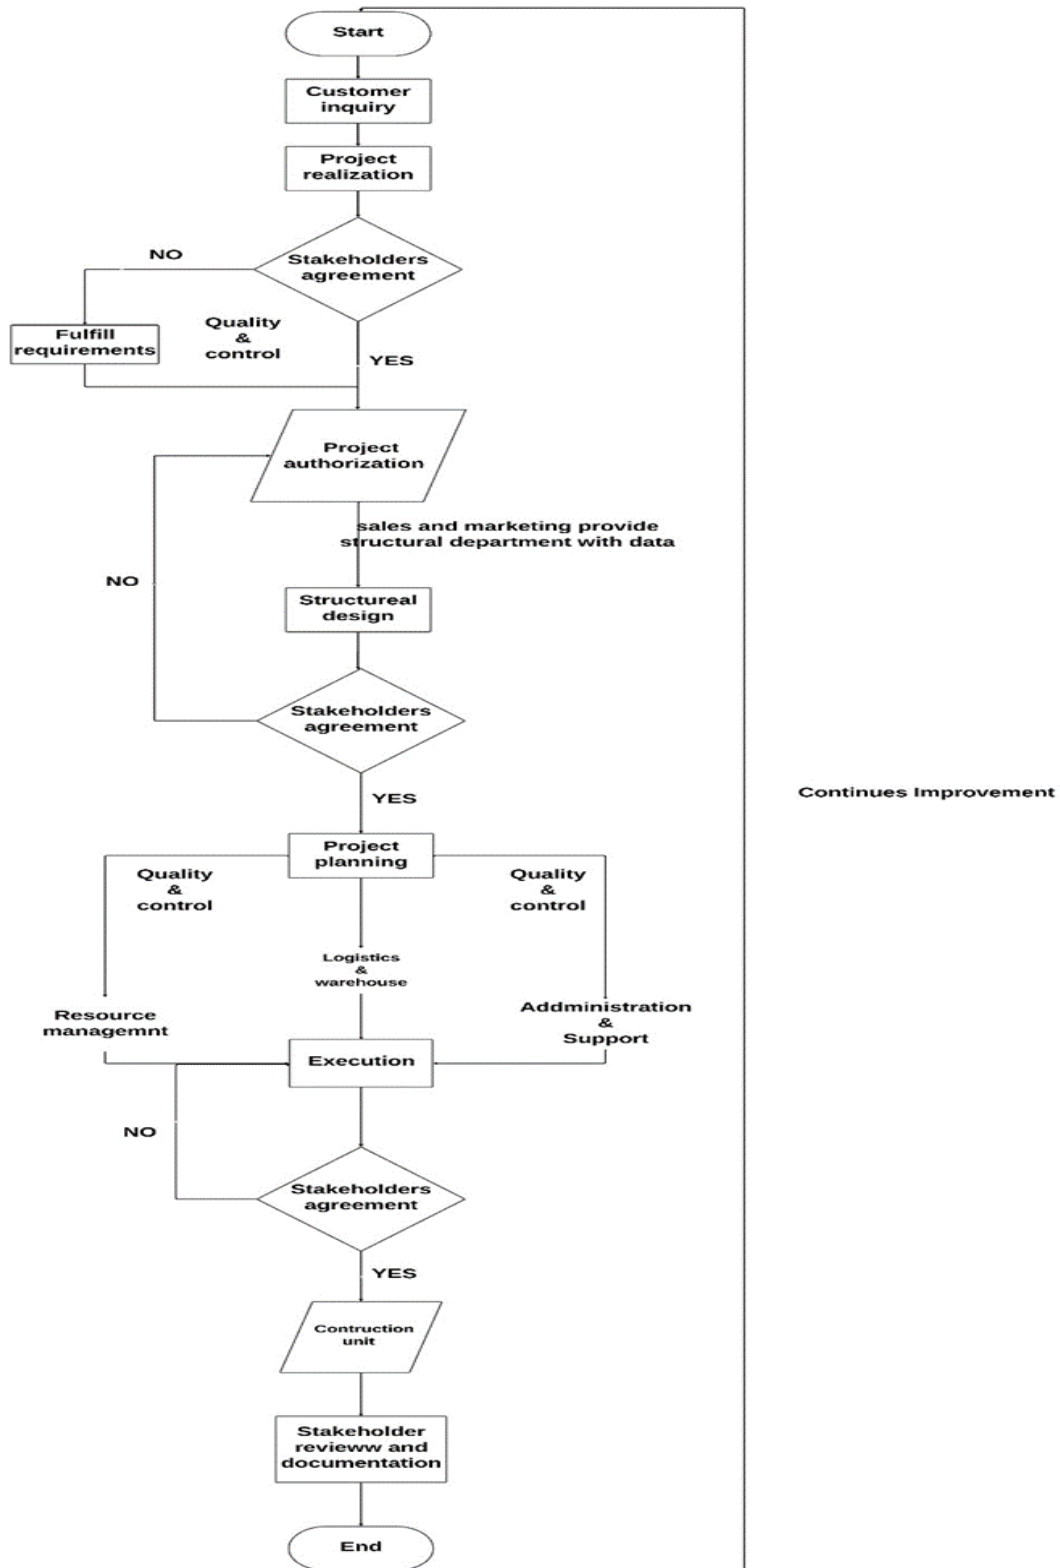 Start
Customer
inquiry
Project
realization
Stakeholders
agreement
NO
Fulfill
requirements
Quality
&
control
YES
Project
authorization
sales and marketing provide
structural department with data
NO
Structureal
design
Stakeholders
agreement
YES
Continues Improvement
Project
planning
Quality
&
control
Quality
&
control
Logistics
&
warehouse
Resource
managemnt
Addministration
&
Support
Execution
NO
Stakeholders
agreement
YES
Contruction
unit
Stakeholder
revieww and
documentation
End